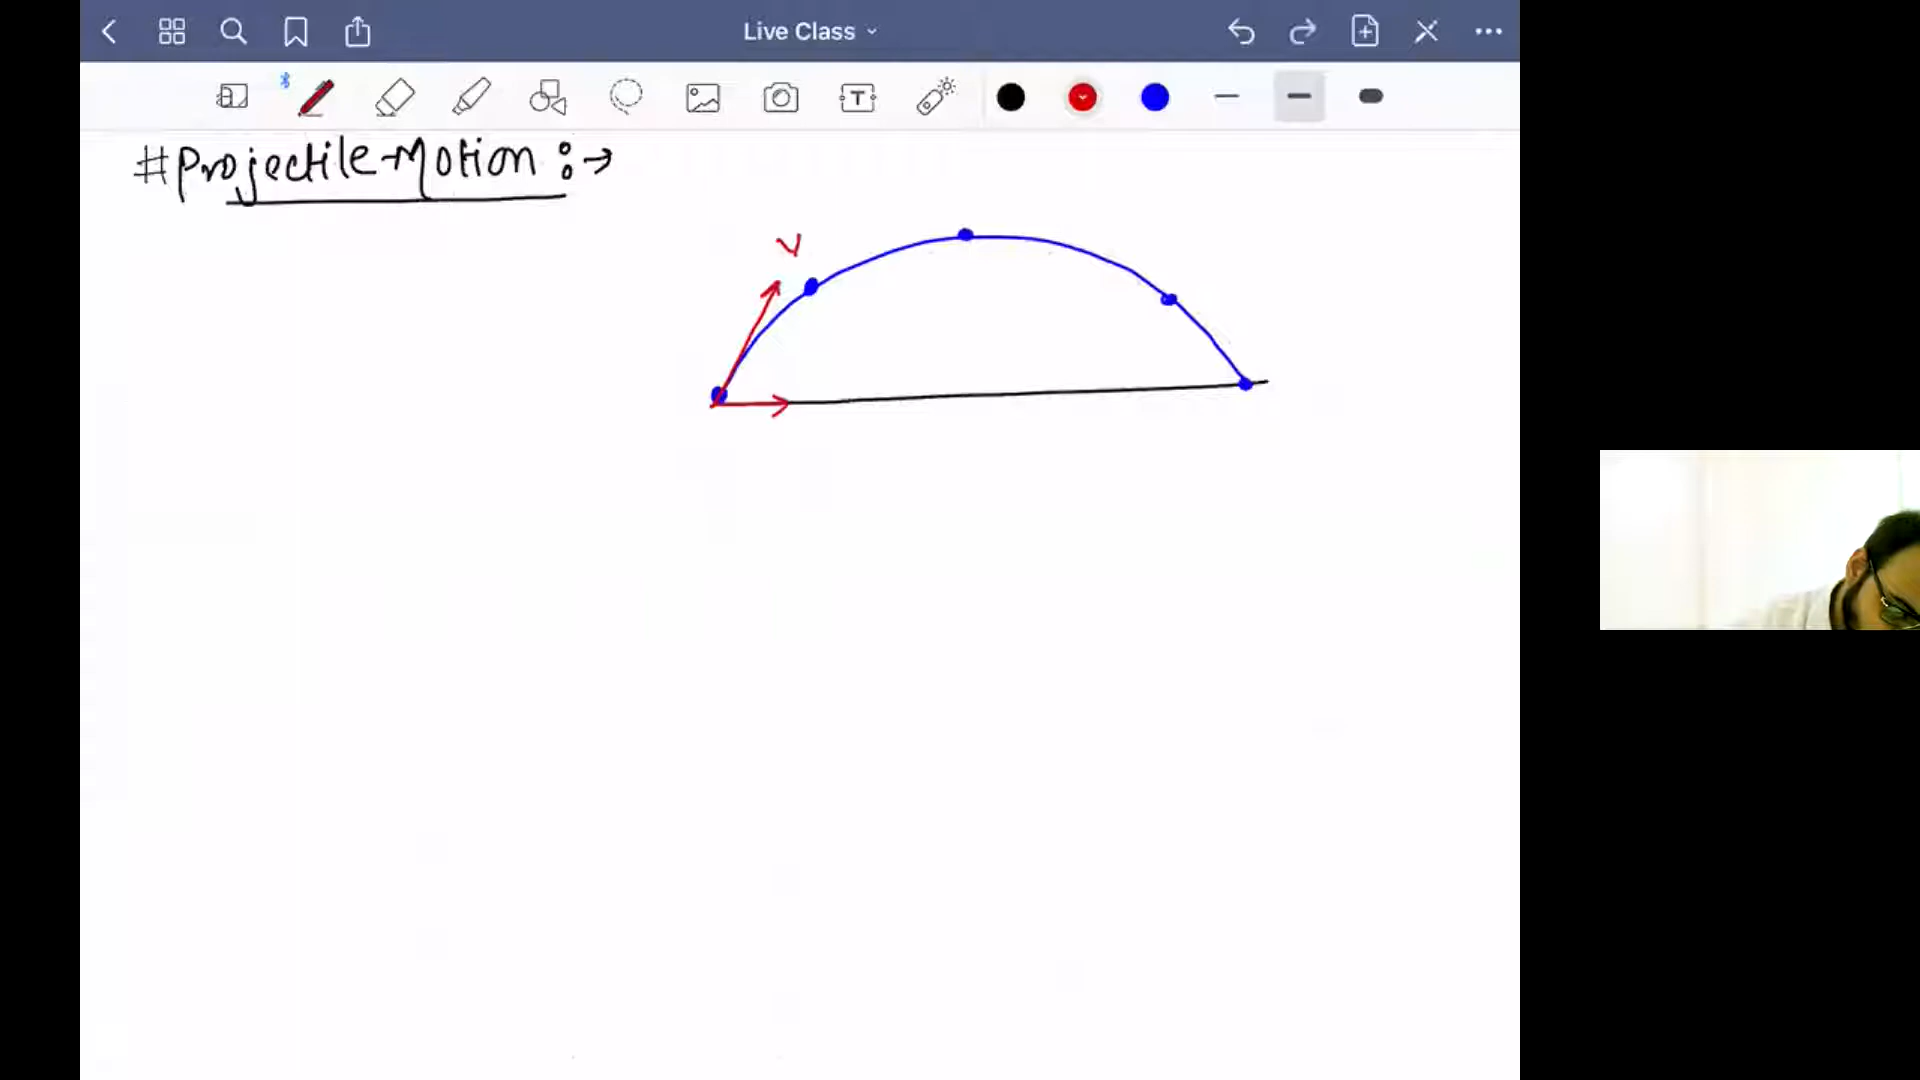 Live Class
T
#Projectile Motion :→
V